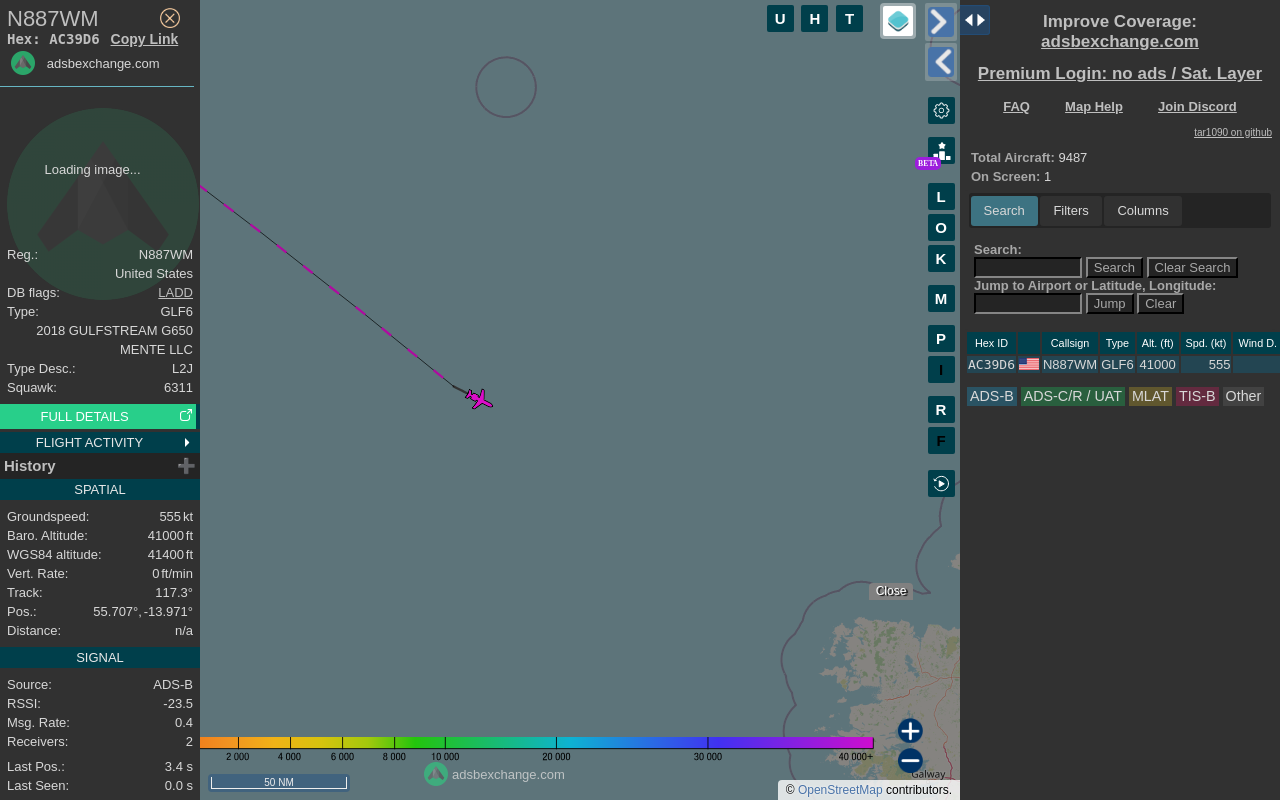 N887WM
Hex: AC39D6 Copy Link
adsbexchange.com
Loading image...
Reg.: N887WM
United States
DB flags: LADD
Type: GLF6
2018 GULFSTREAM G650
MENTE LLC
Type Desc.: L2J
Squawk: 6311
FULL DETAILS
FLIGHT ACTIVITY
History
SPATIAL
Groundspeed: 555 kt
Baro. Altitude: 41000 ft
WGS84 altitude: 41400 ft
Vert. Rate: 0 ft/min
Track: 117.3°
Pos.: 55.707°, -13.971°
Distance: n/a
SIGNAL
Source: ADS-B
RSSI: -23.5
Msg. Rate: 0.4
Receivers: 2
Last Pos.: 3.4 s
Last Seen: 0.0 s
U H T
BETA
L
O
K
M
P
I
R
F
Close
2 000 4 000 6 000 8 000 10 000 20 000 30 000 40 000+
50 NM
adsbexchange.com
Galway
© OpenStreetMap contributors.
Improve Coverage:
adsbexchange.com
Premium Login: no ads / Sat. Layer
FAQ Map Help Join Discord
tar1090 on github
Total Aircraft: 9487
On Screen: 1
Search Filters Columns
Search:
Search Clear Search
Jump to Airport or Latitude, Longitude:
Jump Clear
Hex ID Callsign Type Alt. (ft) Spd. (kt) Wind D.
AC39D6 N887WM GLF6 41000 555
ADS-B ADS-C/R / UAT MLAT TIS-B Other